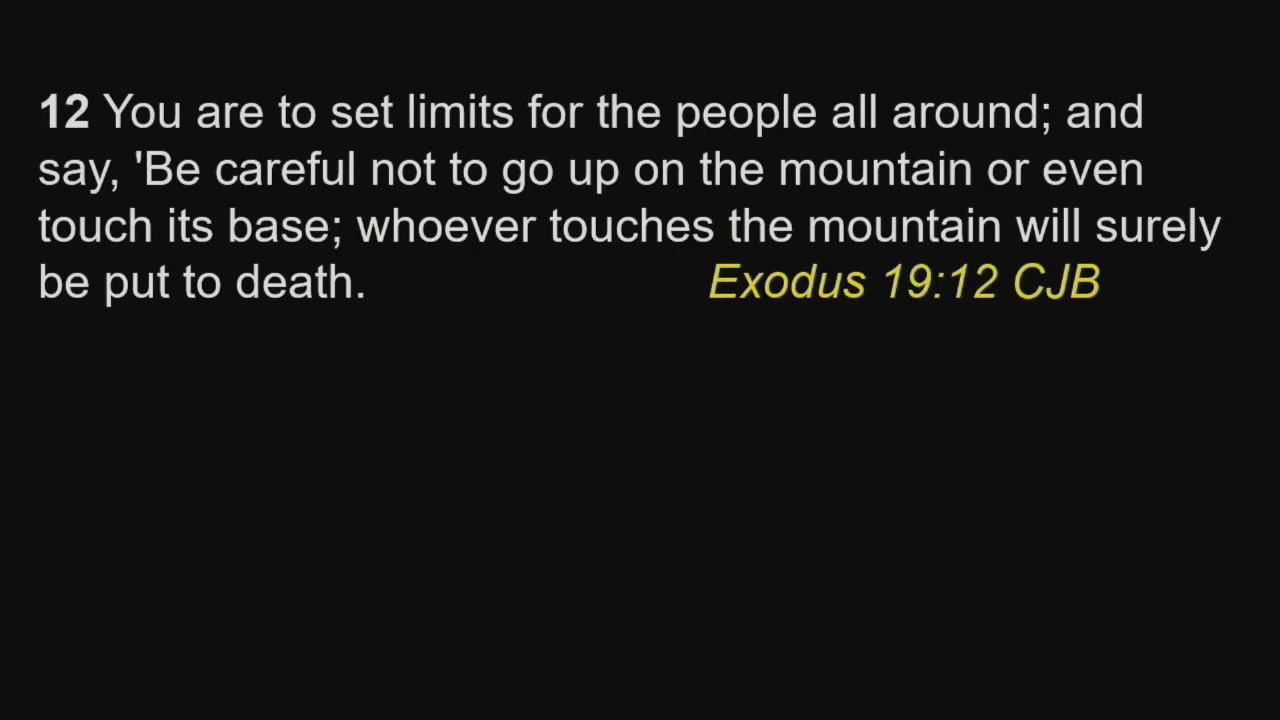 12 You are to set limits for the people all around; and
say, 'Be careful not to go up on the mountain or even
touch its base; whoever touches the mountain will surely
be put to death. Exodus 19:12 CJB